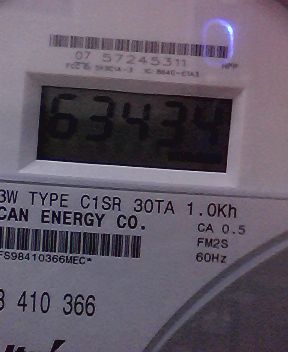 07 57245311
63434
3W TYPE C1SR 30TA 1.0Kh
CAN ENERGY CO.
CA 0.5
FM2S
FS98410366MEC*
60Hz
8 410 366